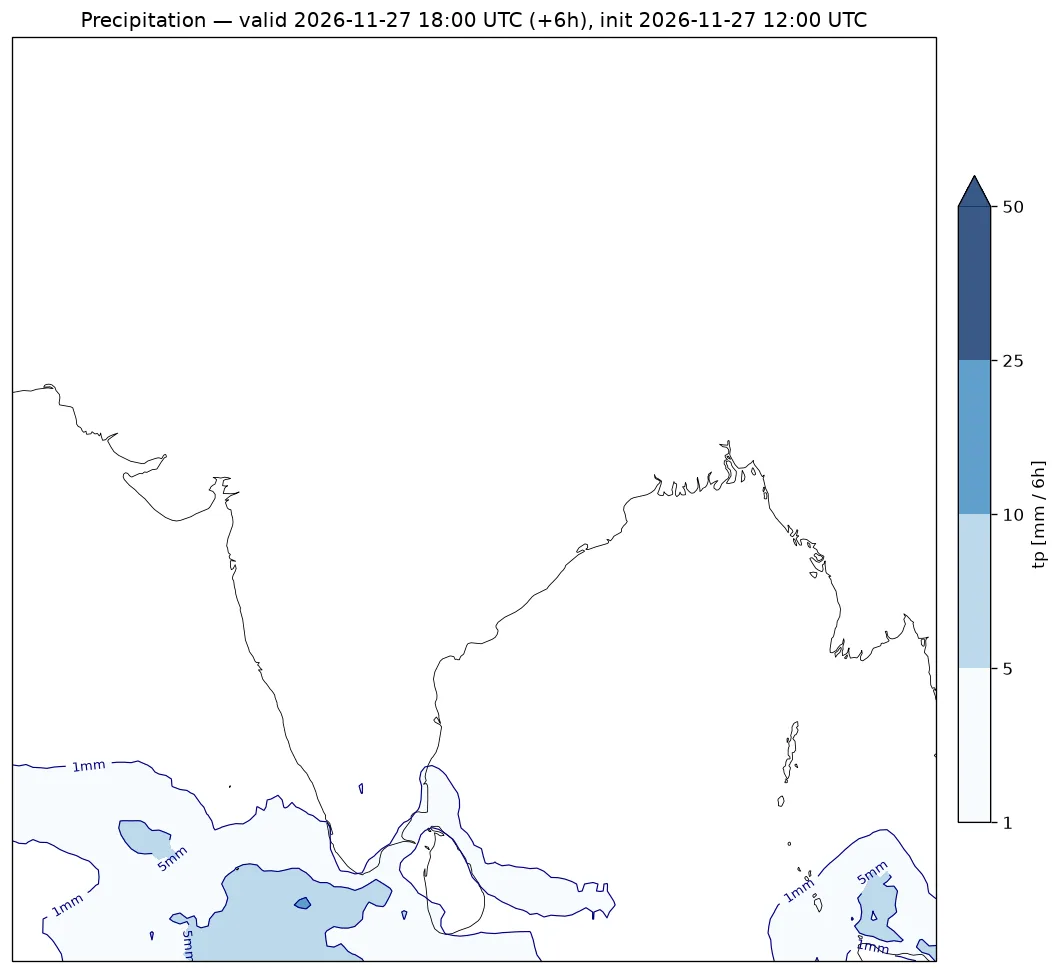 Precipitation — valid 2026-11-27 18:00 UTC (+6h), init 2026-11-27 12:00 UTC
50
25
10
5
1
tp [mm / 6h]
1mm
5mm
1mm
5mm
5mm
1mm
1mm